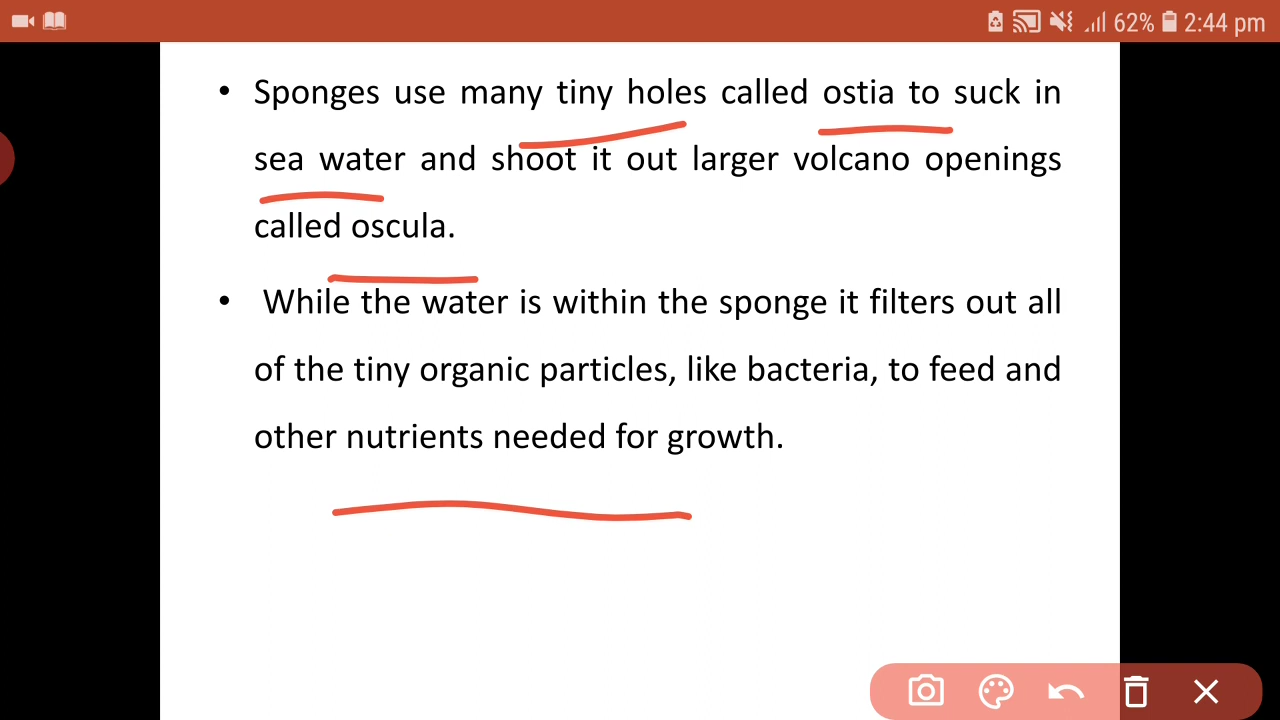 62% 2:44 pm
• Sponges use many tiny holes called ostia to suck in
sea water and shoot it out larger volcano openings
called oscula.
• While the water is within the sponge it filters out all
of the tiny organic particles, like bacteria, to feed and
other nutrients needed for growth.